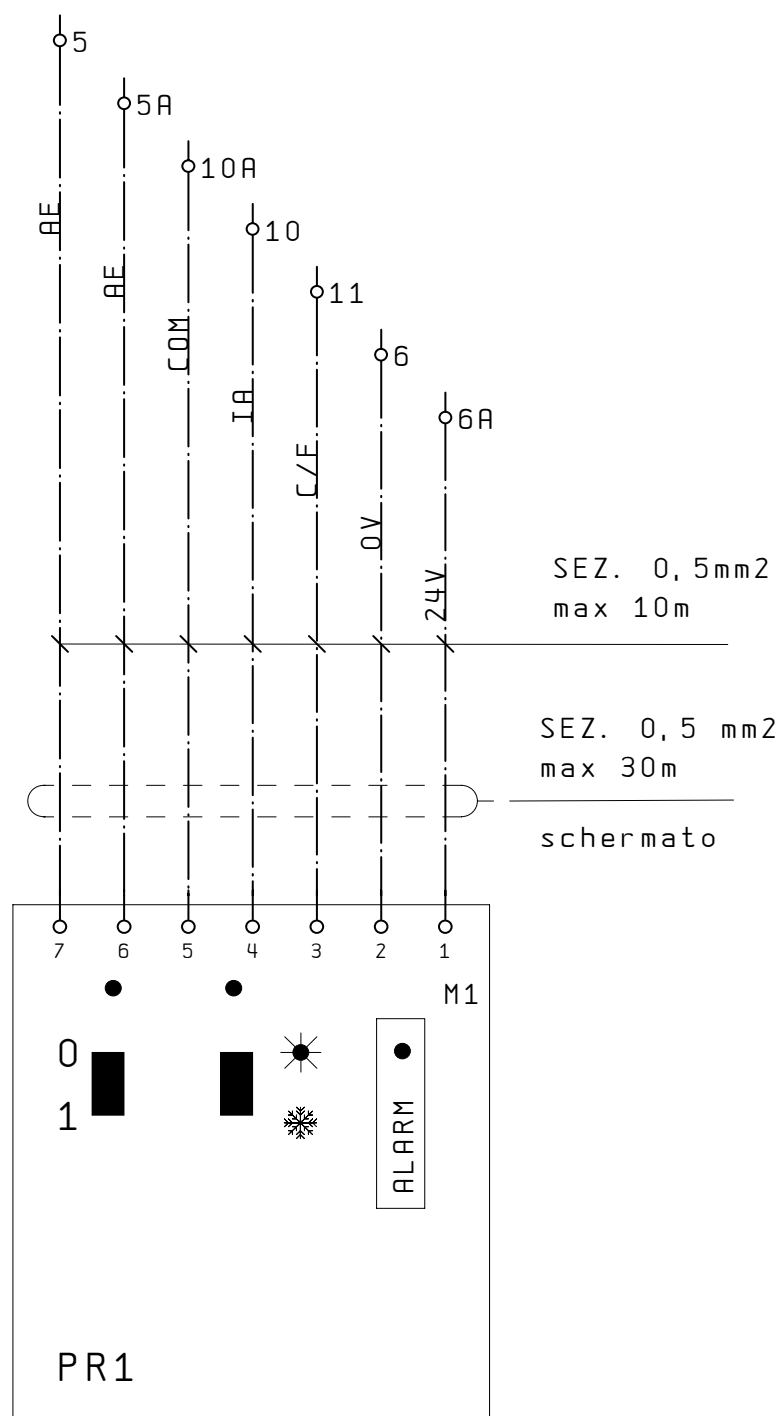 5
5A
10A
10
11
6
6A
AE
AE
COM
IA
C/F
0V
24V
SEZ. 0,5mm2
max 10m
SEZ. 0,5 mm2
max 30m
schermato
7 6 5 4 3 2 1
M1
0
1
ALARM
PR1